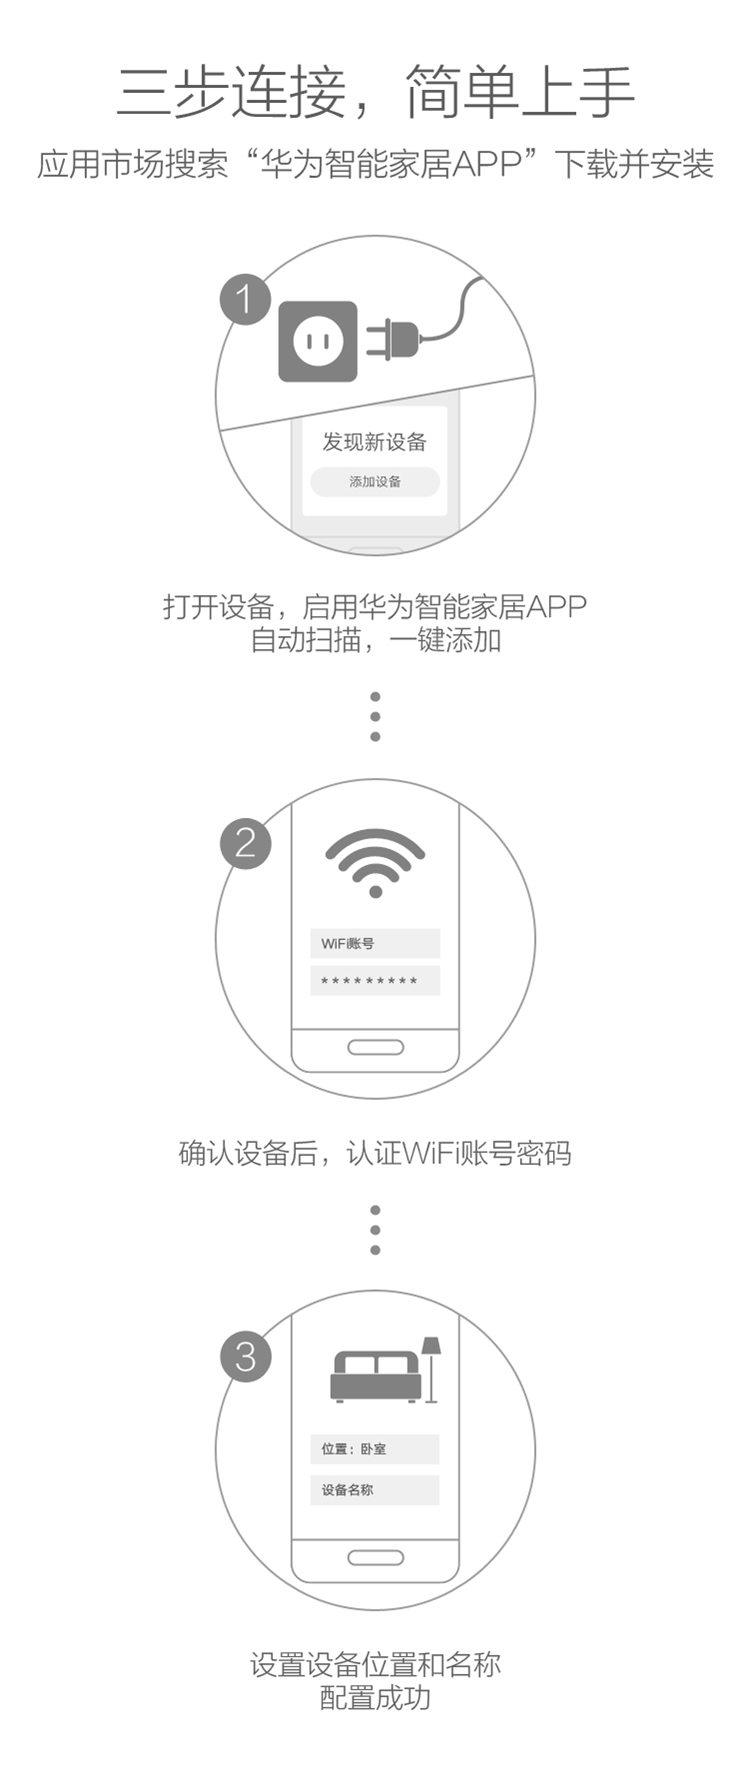 三步连接，简单上手
应用市场搜索“华为智能家居APP”下载并安装
1
发现新设备
添加设备
打开设备，启用华为智能家居APP
自动扫描，一键添加
2
WiFi账号
*********
确认设备后，认证WiFi账号密码
3
位置：卧室
设备名称
设置设备位置和名称
配置成功